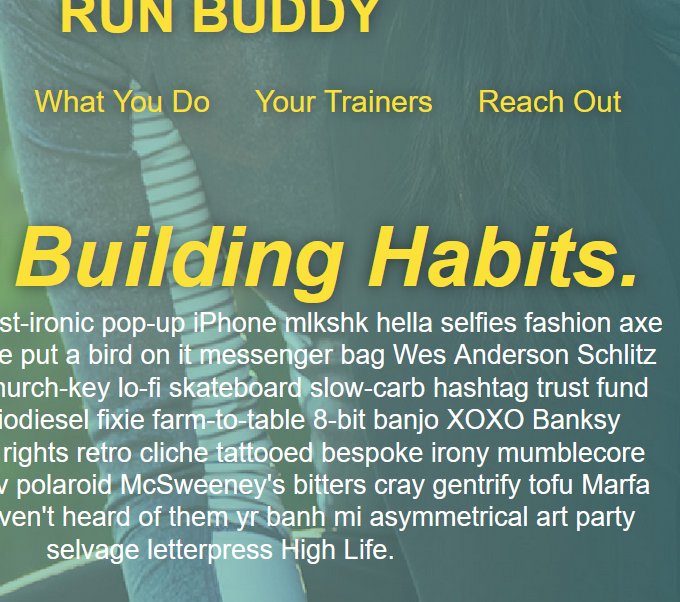 RUN BUDDY
What You Do Your Trainers Reach Out
Building Habits.
st-ironic pop-up iPhone mlkshk hella selfies fashion axe
e put a bird on it messenger bag Wes Anderson Schlitz
hurch-key lo-fi skateboard slow-carb hashtag trust fund
iodiesel fixie farm-to-table 8-bit banjo XOXO Banksy
rights retro cliche tattooed bespoke irony mumblecore
v polaroid McSweeney's bitters cray gentrify tofu Marfa
ven't heard of them yr banh mi asymmetrical art party
selvage letterpress High Life.